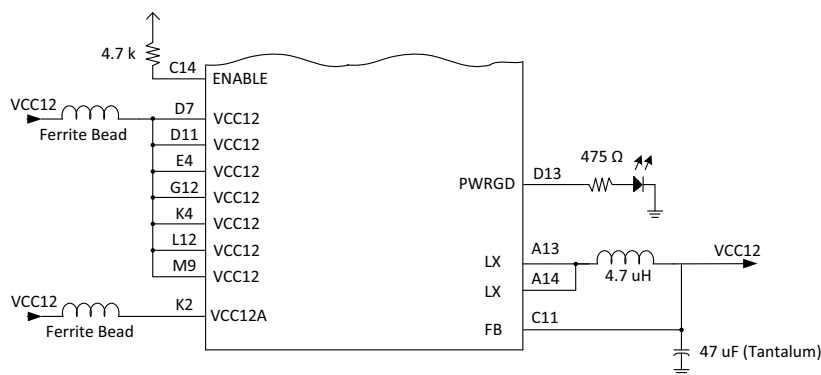 4.7 k
C14
ENABLE
VCC12
Ferrite Bead
D7
VCC12
D11
VCC12
E4
VCC12
G12
VCC12
K4
VCC12
L12
VCC12
M9
VCC12
VCC12
Ferrite Bead
K2
VCC12A
475 Ω
PWRGD
D13
LX
A13
4.7 uH
VCC12
LX
A14
FB
C11
47 uF (Tantalum)